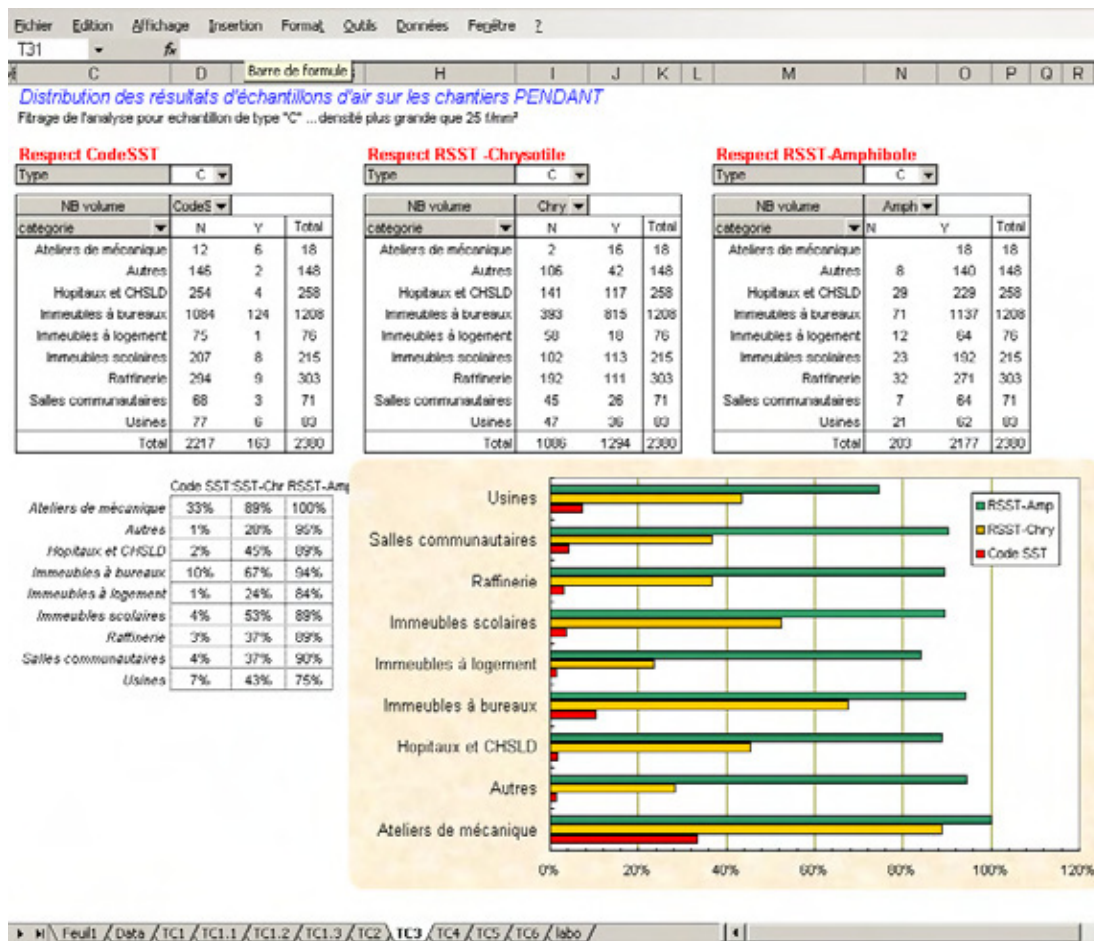 Fichier Edition Affichage Insertion Format Outils Données Fenêtre ?
T31 fx
Barre de formule
C D H I J K L M N O P Q R
Distribution des résultats d'échantillons d'air sur les chantiers PENDANT
Fitrage de l'analyse pour echantillon de type "C" ... densité plus grande que 25 f/mm²
Respect CodeSST Respect RSST -Chrysotile Respect RSST-Amphibole
Type C Type C Type C
NB volume CodeS NB volume Chry NB volume Amph
categorie N Y Total categorie N Y Total categorie N Y Total
Ateliers de mécanique 12 6 18 Ateliers de mécanique 2 16 18 Ateliers de mécanique 18 18
Autres 146 2 148 Autres 106 42 148 Autres 8 140 148
Hopitaux et CHSLD 254 4 258 Hopitaux et CHSLD 141 117 258 Hopitaux et CHSLD 29 229 258
Immeubles à bureaux 1084 124 1208 Immeubles à bureaux 393 815 1208 Immeubles à bureaux 71 1137 1208
Immeubles à logement 75 1 76 Immeubles à logement 58 18 76 Immeubles à logement 12 64 76
Immeubles scolaires 207 8 215 Immeubles scolaires 102 113 215 Immeubles scolaires 23 192 215
Raffinerie 294 9 303 Raffinerie 192 111 303 Raffinerie 32 271 303
Salles communautaires 68 3 71 Salles communautaires 45 26 71 Salles communautaires 7 64 71
Usines 77 6 83 Usines 47 36 83 Usines 21 62 83
Total 2217 163 2380 Total 1086 1294 2380 Total 203 2177 2380
Code SST SST-Chr RSST-Amp
Ateliers de mécanique 33% 89% 100%
Autres 1% 28% 95%
Hopitaux et CHSLD 2% 45% 89%
Immeubles à bureaux 10% 67% 94%
Immeubles à logement 1% 24% 84%
Immeubles scolaires 4% 53% 89%
Raffinerie 3% 37% 89%
Salles communautaires 4% 37% 90%
Usines 7% 43% 75%
Usines
Salles communautaires
Raffinerie
Immeubles scolaires
Immeubles à logement
Immeubles à bureaux
Hopitaux et CHSLD
Autres
Ateliers de mécanique
0% 20% 40% 60% 80% 100% 120%
RSST-Amp
RSST-Chry
Code SST
Feuil1 Data TC1 TC1.1 TC1.2 TC1.3 TC2 TC3 TC4 TC5 TC6 labo